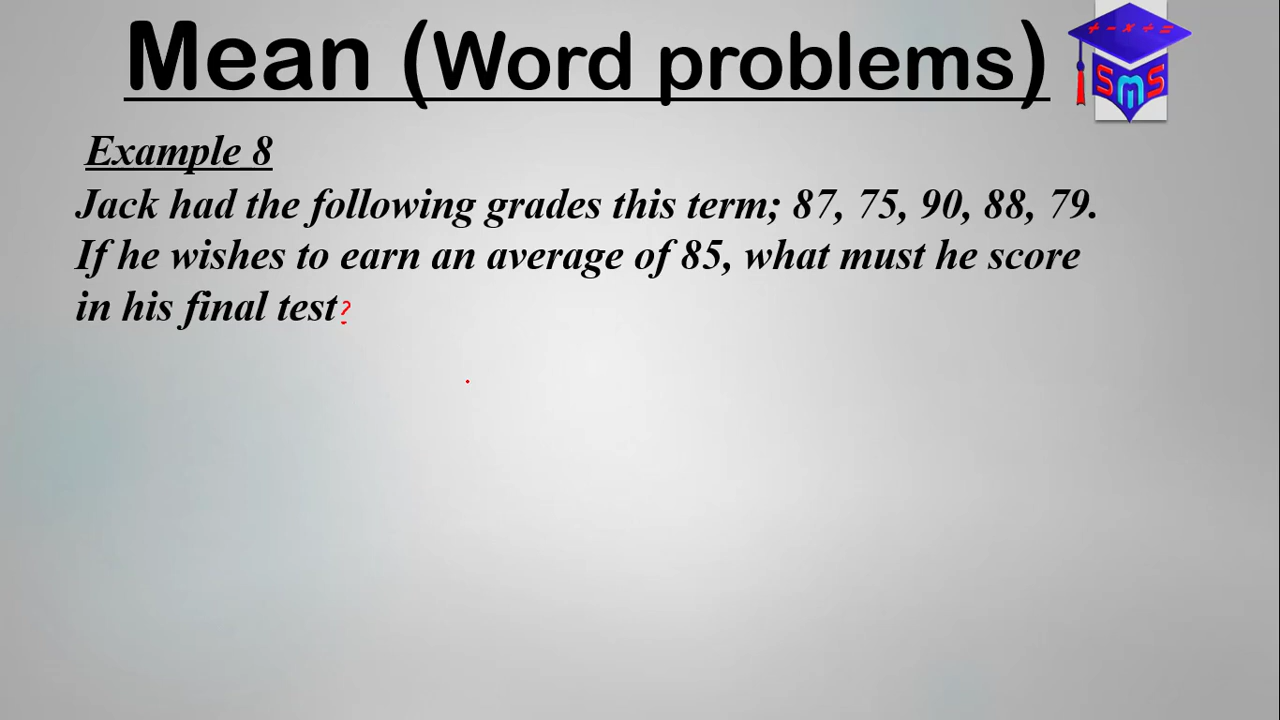 Mean (Word problems)
+ - × ÷ =
SMS
Example 8
Jack had the following grades this term; 87, 75, 90, 88, 79.
If he wishes to earn an average of 85, what must he score
in his final test?